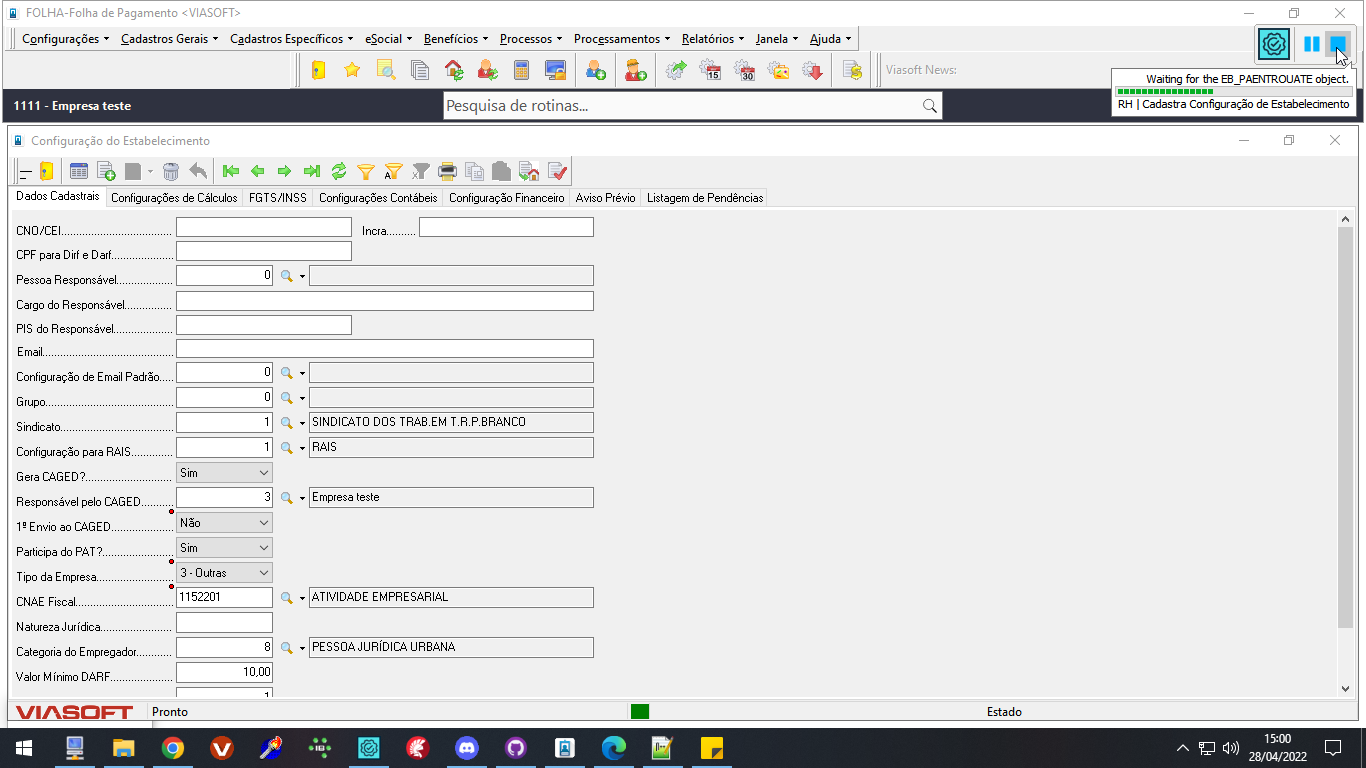 FOLHA-Folha de Pagamento <VIASOFT>
Configurações Cadastros Gerais Cadastros Específicos eSocial Benefícios Processos Processamentos Relatórios Janela Ajuda
15 30 Viasoft News:
Waiting for the EB_PAENTROUATE object.
RH | Cadastra Configuração de Estabelecimento
1111 - Empresa teste Pesquisa de rotinas...
Configuração do Estabelecimento
Dados Cadastrais Configurações de Cálculos FGTS/INSS Configurações Contábeis Configuração Financeiro Aviso Prévio Listagem de Pendências
CNO/CEI Incra
CPF para Dirf e Darf
Pessoa Responsável 0
Cargo do Responsável
PIS do Responsável
Email
Configuração de Email Padrão 0
Grupo 0
Sindicato 1 SINDICATO DOS TRAB.EM T.R.P.BRANCO
Configuração para RAIS 1 RAIS
Gera CAGED? Sim
Responsável pelo CAGED 3 Empresa teste
1º Envio ao CAGED Não
Participa do PAT? Sim
Tipo da Empresa 3 - Outras
CNAE Fiscal 1152201 ATIVIDADE EMPRESARIAL
Natureza Jurídica
Categoria do Empregador 8 PESSOA JURÍDICA URBANA
Valor Mínimo DARF 10,00
VIASOFT Pronto Estado
15:00
28/04/2022